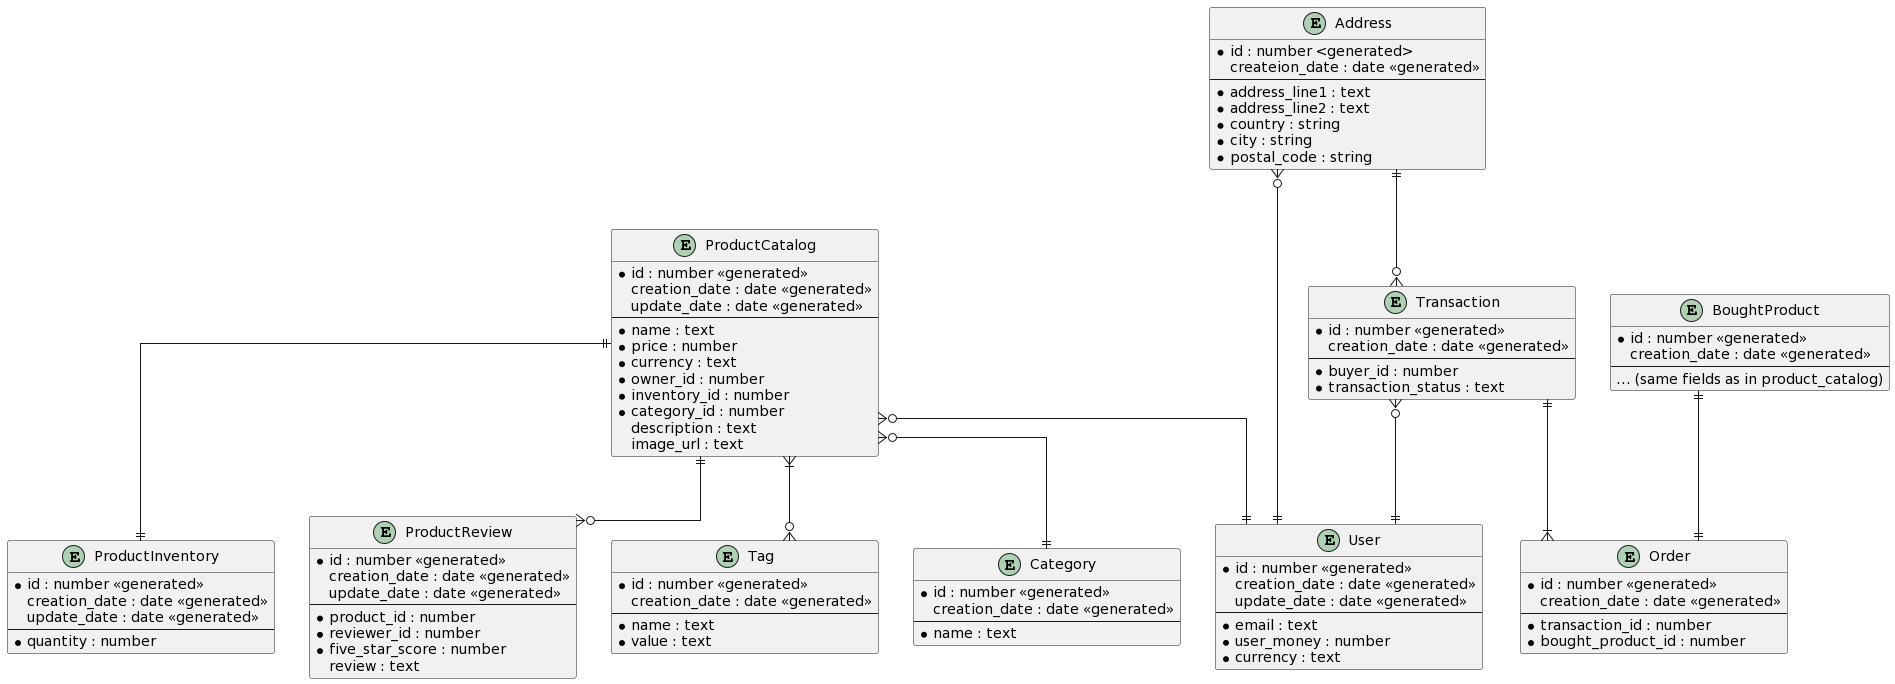 E Address
* id : number <generated>
createion_date : date «generated»
* address_line1 : text
* address_line2 : text
* country : string
* city : string
* postal_code : string
E ProductCatalog
* id : number «generated»
creation_date : date «generated»
update_date : date «generated»
* name : text
* price : number
* currency : text
* owner_id : number
* inventory_id : number
* category_id : number
description : text
image_url : text
E Transaction
* id : number «generated»
creation_date : date «generated»
* buyer_id : number
* transaction_status : text
E BoughtProduct
* id : number «generated»
creation_date : date «generated»
... (same fields as in product_catalog)
E ProductInventory
* id : number «generated»
creation_date : date «generated»
update_date : date «generated»
* quantity : number
E ProductReview
* id : number «generated»
creation_date : date «generated»
update_date : date «generated»
* product_id : number
* reviewer_id : number
* five_star_score : number
review : text
E Tag
* id : number «generated»
creation_date : date «generated»
* name : text
* value : text
E Category
* id : number «generated»
creation_date : date «generated»
* name : text
E User
* id : number «generated»
creation_date : date «generated»
update_date : date «generated»
* email : text
* user_money : number
* currency : text
E Order
* id : number «generated»
creation_date : date «generated»
* transaction_id : number
* bought_product_id : number